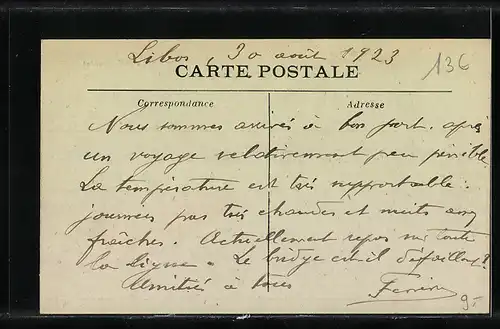 Libos, 30 août 1923
136
CARTE POSTALE
Correspondance Adresse
Nous sommes arrivés à bon port, après
un voyage relativement peu pénible.
La température est très supportable.
journées pas très chaudes et nuits assez
fraîches. Actuellement repos sur toute
la ligne. Le bridge est-il défaillant ?
Amitiés à tous
9-